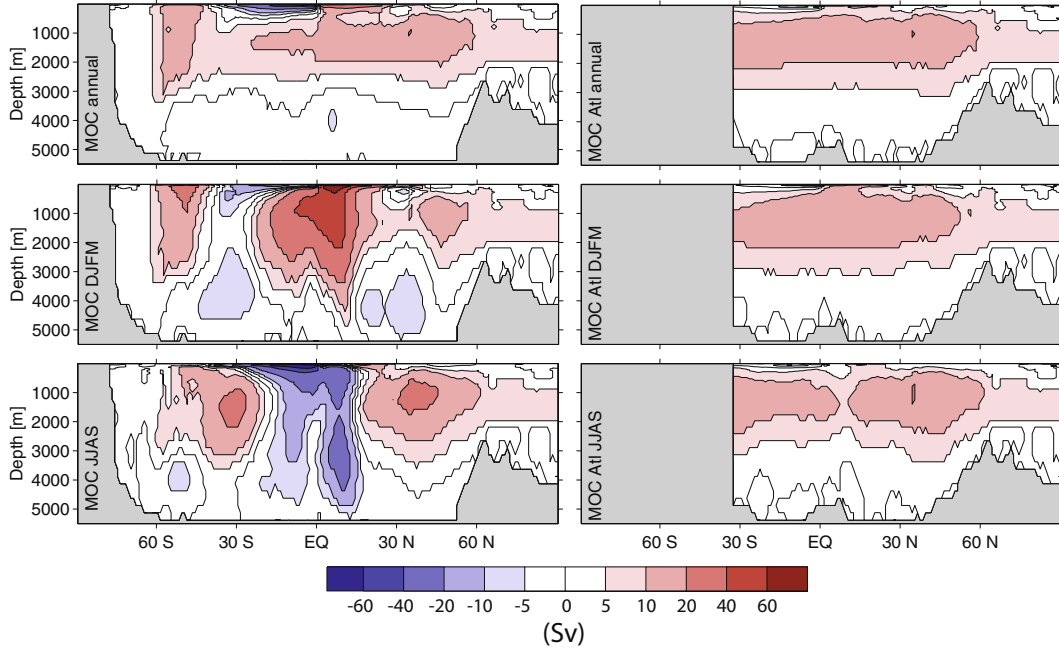 Depth [m]
1000
2000
3000
4000
5000
MOC annual
MOC Atl annual
Depth [m]
1000
2000
3000
4000
5000
MOC DJFM
MOC Atl DJFM
Depth [m]
1000
2000
3000
4000
5000
MOC JJAS
MOC Atl JJAS
60 S 30 S EQ 30 N 60 N
60 S 30 S EQ 30 N 60 N
-60 -40 -20 -10 -5 0 5 10 20 40 60
(Sv)